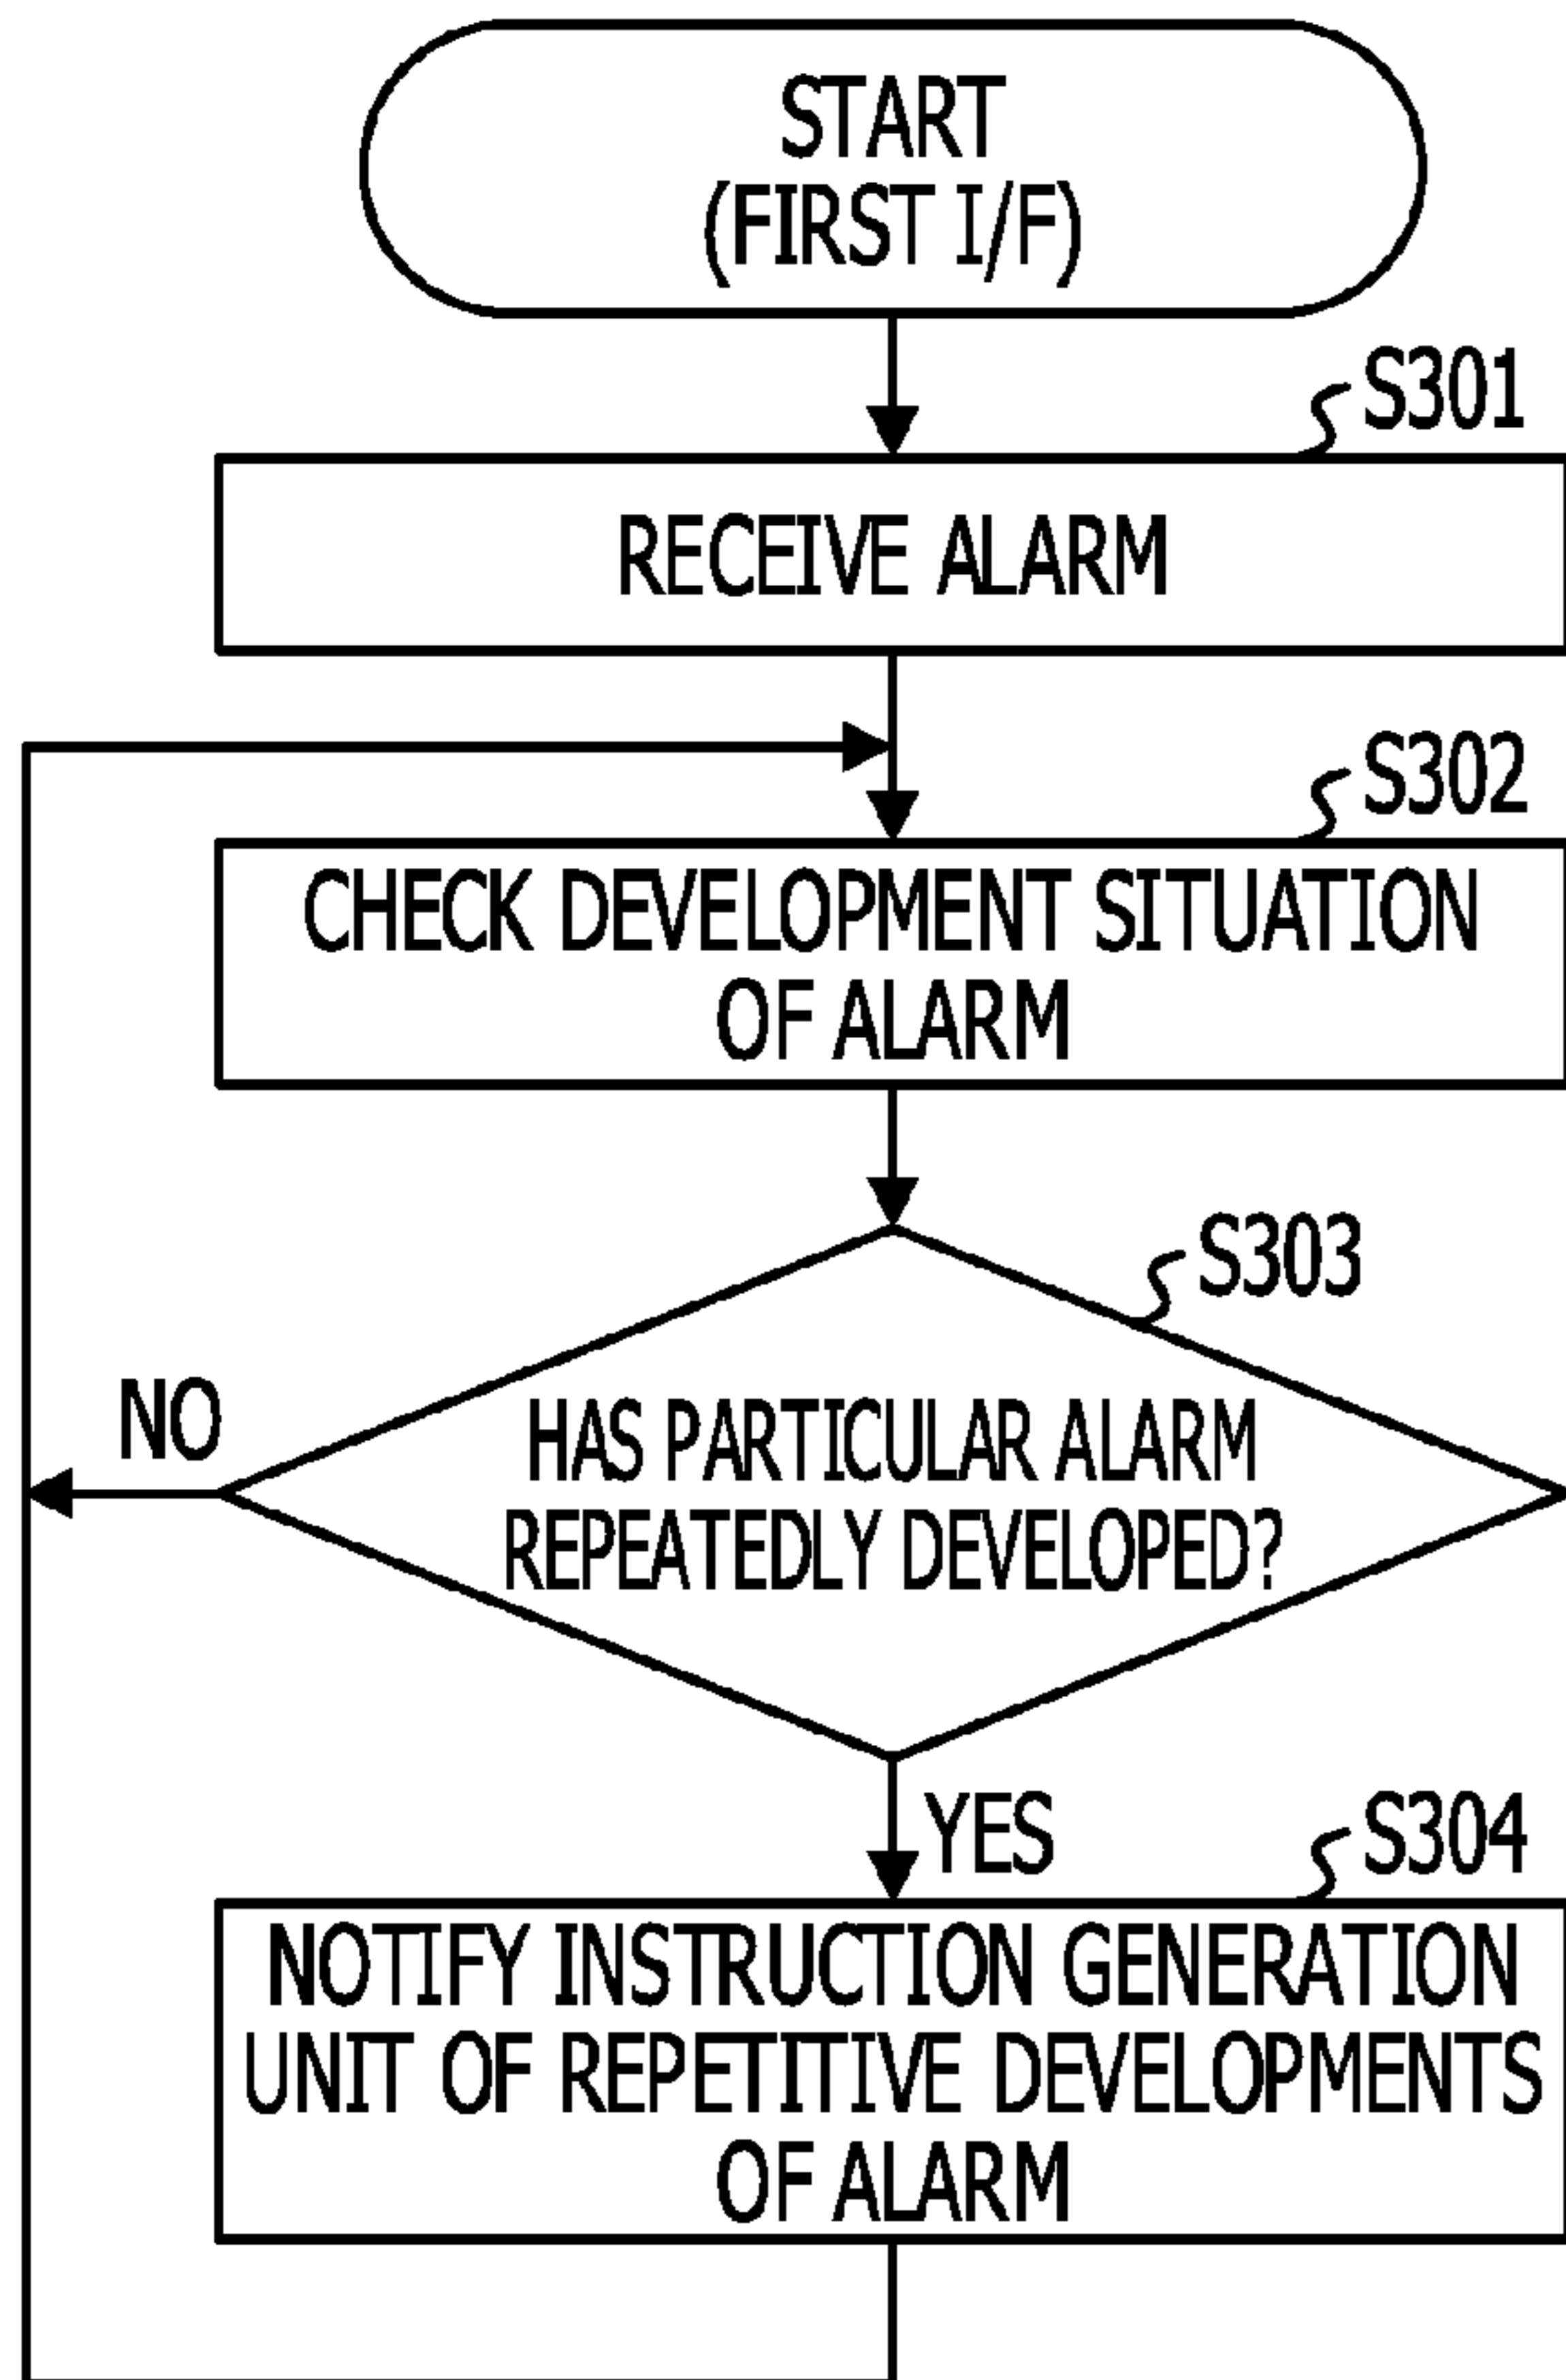 START
(FIRST I/F)
S301
RECEIVE ALARM
S302
CHECK DEVELOPMENT SITUATION
OF ALARM
S303
NO
HAS PARTICULAR ALARM
REPEATEDLY DEVELOPED?
YES
S304
NOTIFY INSTRUCTION GENERATION
UNIT OF REPETITIVE DEVELOPMENTS
OF ALARM